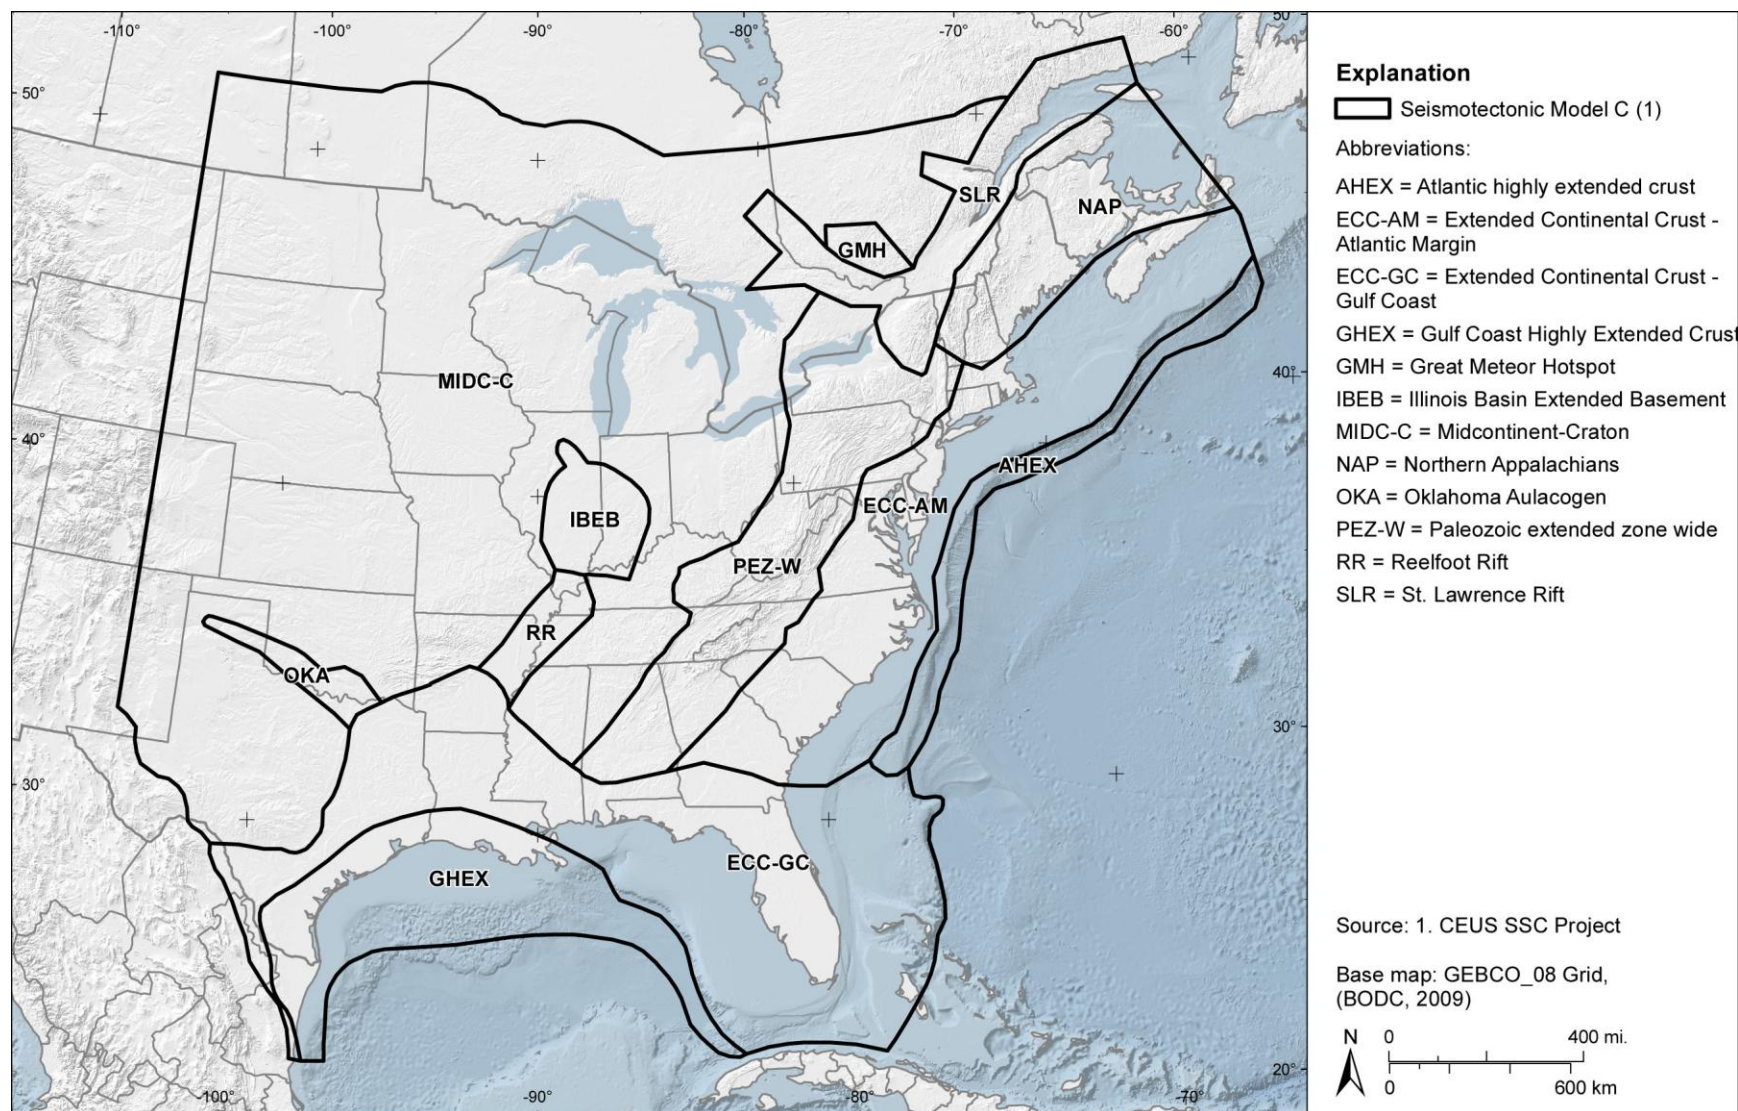 -110° -100° -90° -80° -70° -60° 50°
50°
40° 40°
30° 30°
20°
-100° -90° -80° -70°
SLR
NAP
GMH
MIDC-C
AHEX
ECC-AM
IBEB
PEZ-W
RR
OKA
ECC-GC
GHEX
Explanation
Seismotectonic Model C (1)
Abbreviations:
AHEX = Atlantic highly extended crust
ECC-AM = Extended Continental Crust -
Atlantic Margin
ECC-GC = Extended Continental Crust -
Gulf Coast
GHEX = Gulf Coast Highly Extended Crust
GMH = Great Meteor Hotspot
IBEB = Illinois Basin Extended Basement
MIDC-C = Midcontinent-Craton
NAP = Northern Appalachians
OKA = Oklahoma Aulacogen
PEZ-W = Paleozoic extended zone wide
RR = Reelfoot Rift
SLR = St. Lawrence Rift
Source: 1. CEUS SSC Project
Base map: GEBCO_08 Grid,
(BODC, 2009)
N 0 400 mi.
0 600 km